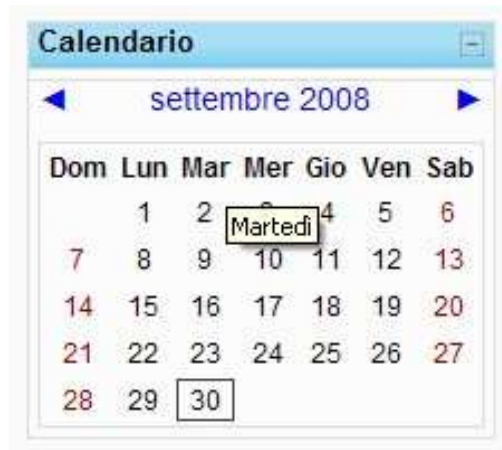 Calendario
settembre 2008
Dom Lun Mar Mer Gio Ven Sab
1 2 4 5 6
Martedì
7 8 9 10 11 12 13
14 15 16 17 18 19 20
21 22 23 24 25 26 27
28 29 30